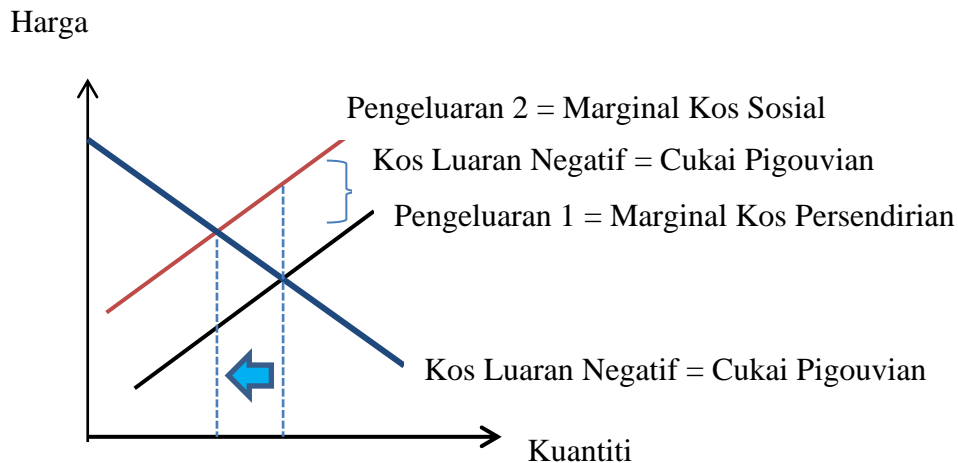 Harga
Pengeluaran 2 = Marginal Kos Sosial
Kos Luaran Negatif = Cukai Pigouvian
Pengeluaran 1 = Marginal Kos Persendirian
Kos Luaran Negatif = Cukai Pigouvian
Kuantiti